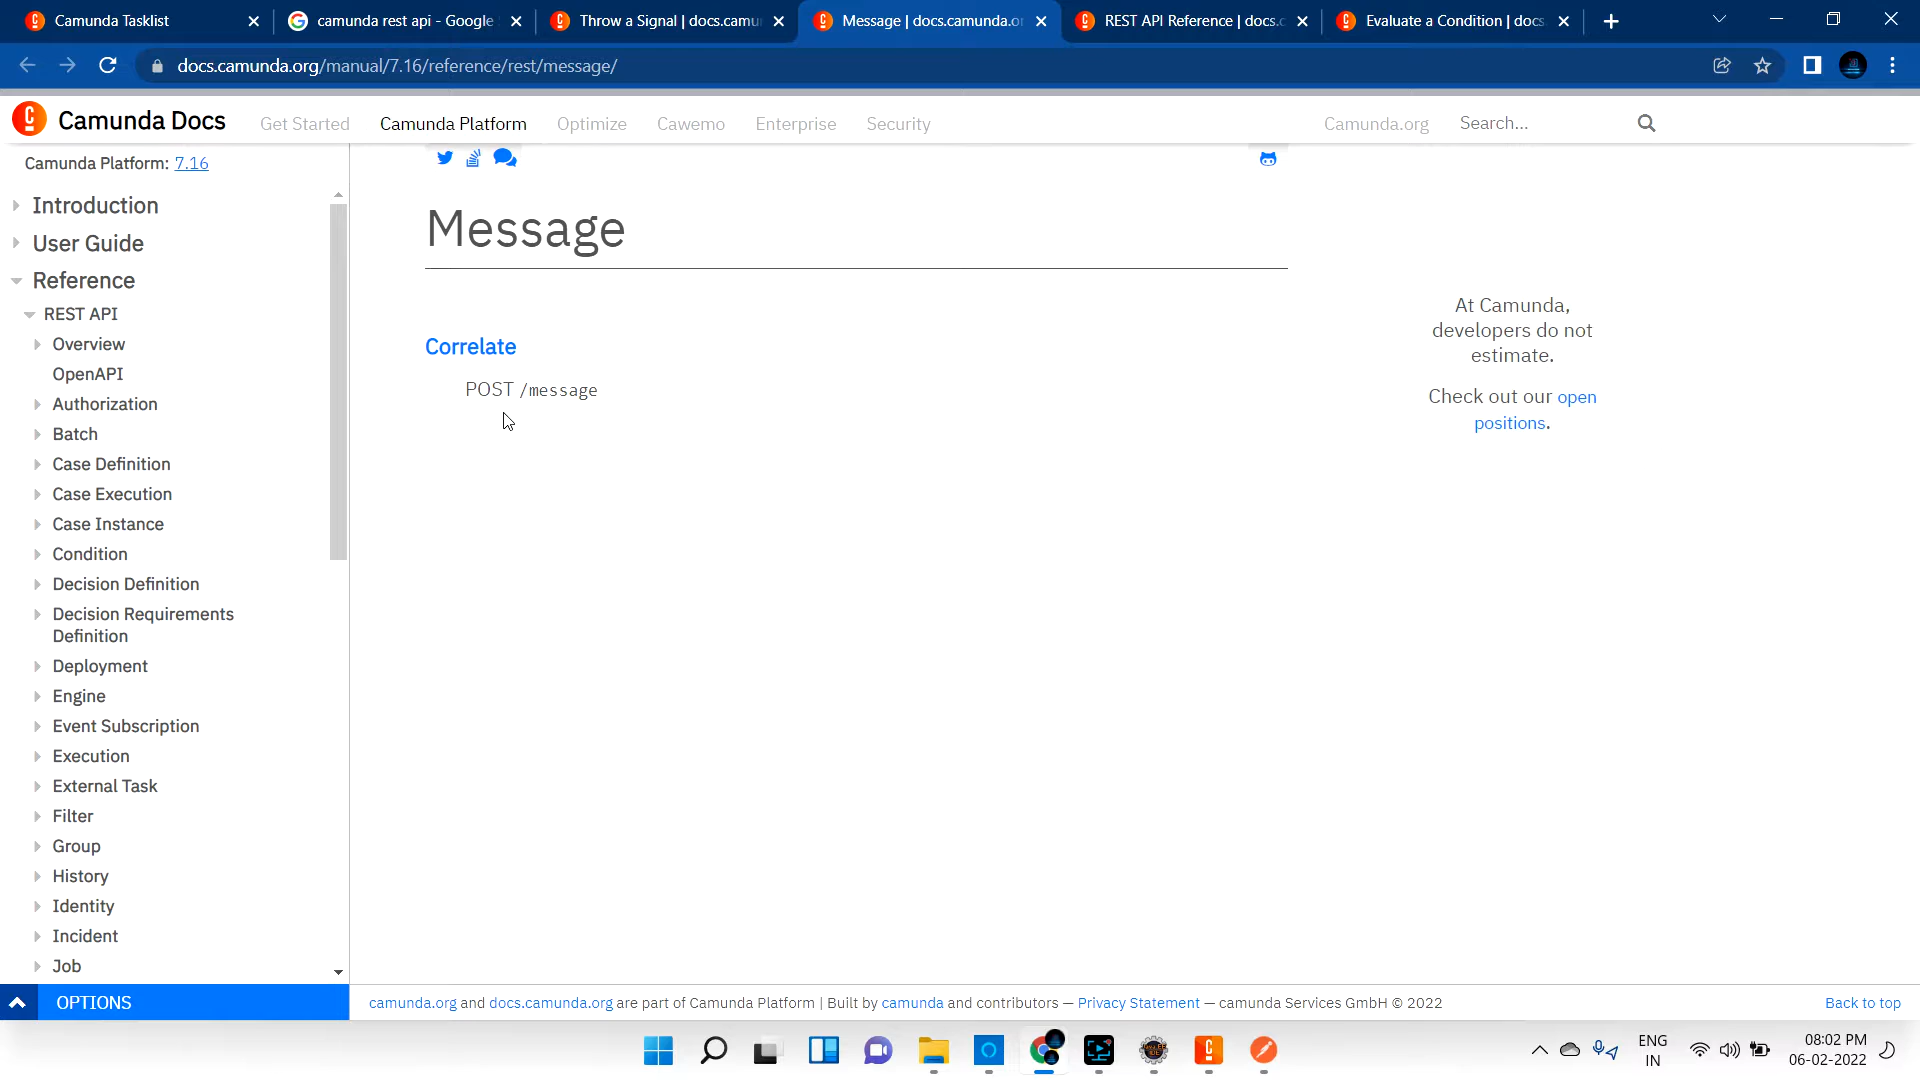 Camunda Tasklist
camunda rest api - Google
Throw a Signal | docs.camu
Message | docs.camunda.o
REST API Reference | docs.c
Evaluate a Condition | docs.
docs.camunda.org/manual/7.16/reference/rest/message/
Camunda Docs
Get Started
Camunda Platform
Optimize
Cawemo
Enterprise
Security
Camunda.org
Search...
Camunda Platform: 7.16
Introduction
User Guide
Reference
REST API
Overview
OpenAPI
Authorization
Batch
Case Definition
Case Execution
Case Instance
Condition
Decision Definition
Decision Requirements
Definition
Deployment
Engine
Event Subscription
Execution
External Task
Filter
Group
History
Identity
Incident
Job
OPTIONS
Message
Correlate
POST /message
At Camunda,
developers do not
estimate.
Check out our open
positions.
camunda.org and docs.camunda.org are part of Camunda Platform | Built by camunda and contributors — Privacy Statement — camunda Services GmbH © 2022
Back to top
ENG
IN
08:02 PM
06-02-2022